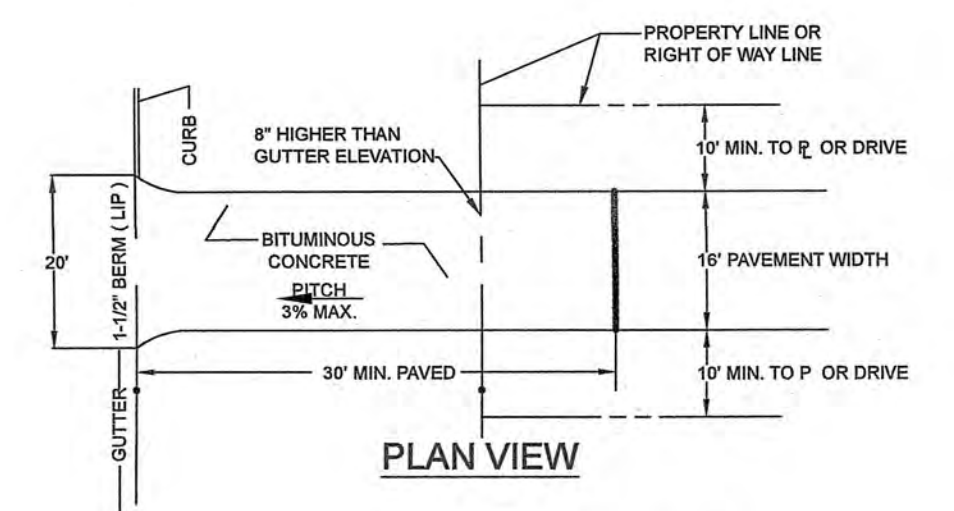 PROPERTY LINE OR
RIGHT OF WAY LINE
CURB
8" HIGHER THAN
GUTTER ELEVATION
10' MIN. TO ⅊ OR DRIVE
20'
1-1/2" BERM ( LIP )
BITUMINOUS
CONCRETE
PITCH
3% MAX.
16' PAVEMENT WIDTH
30' MIN. PAVED
10' MIN. TO P OR DRIVE
GUTTER
PLAN VIEW